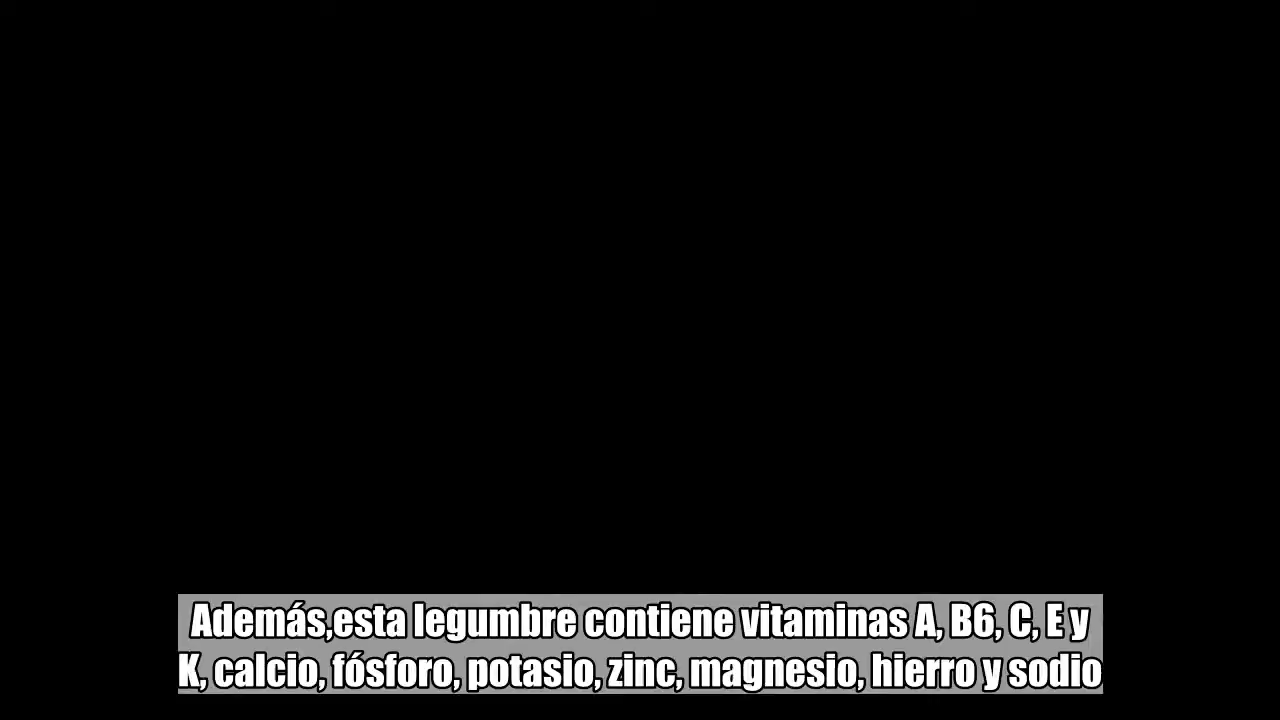 Además,esta legumbre contiene vitaminas A, B6, C, E y
K, calcio, fósforo, potasio, zinc, magnesio, hierro y sodio